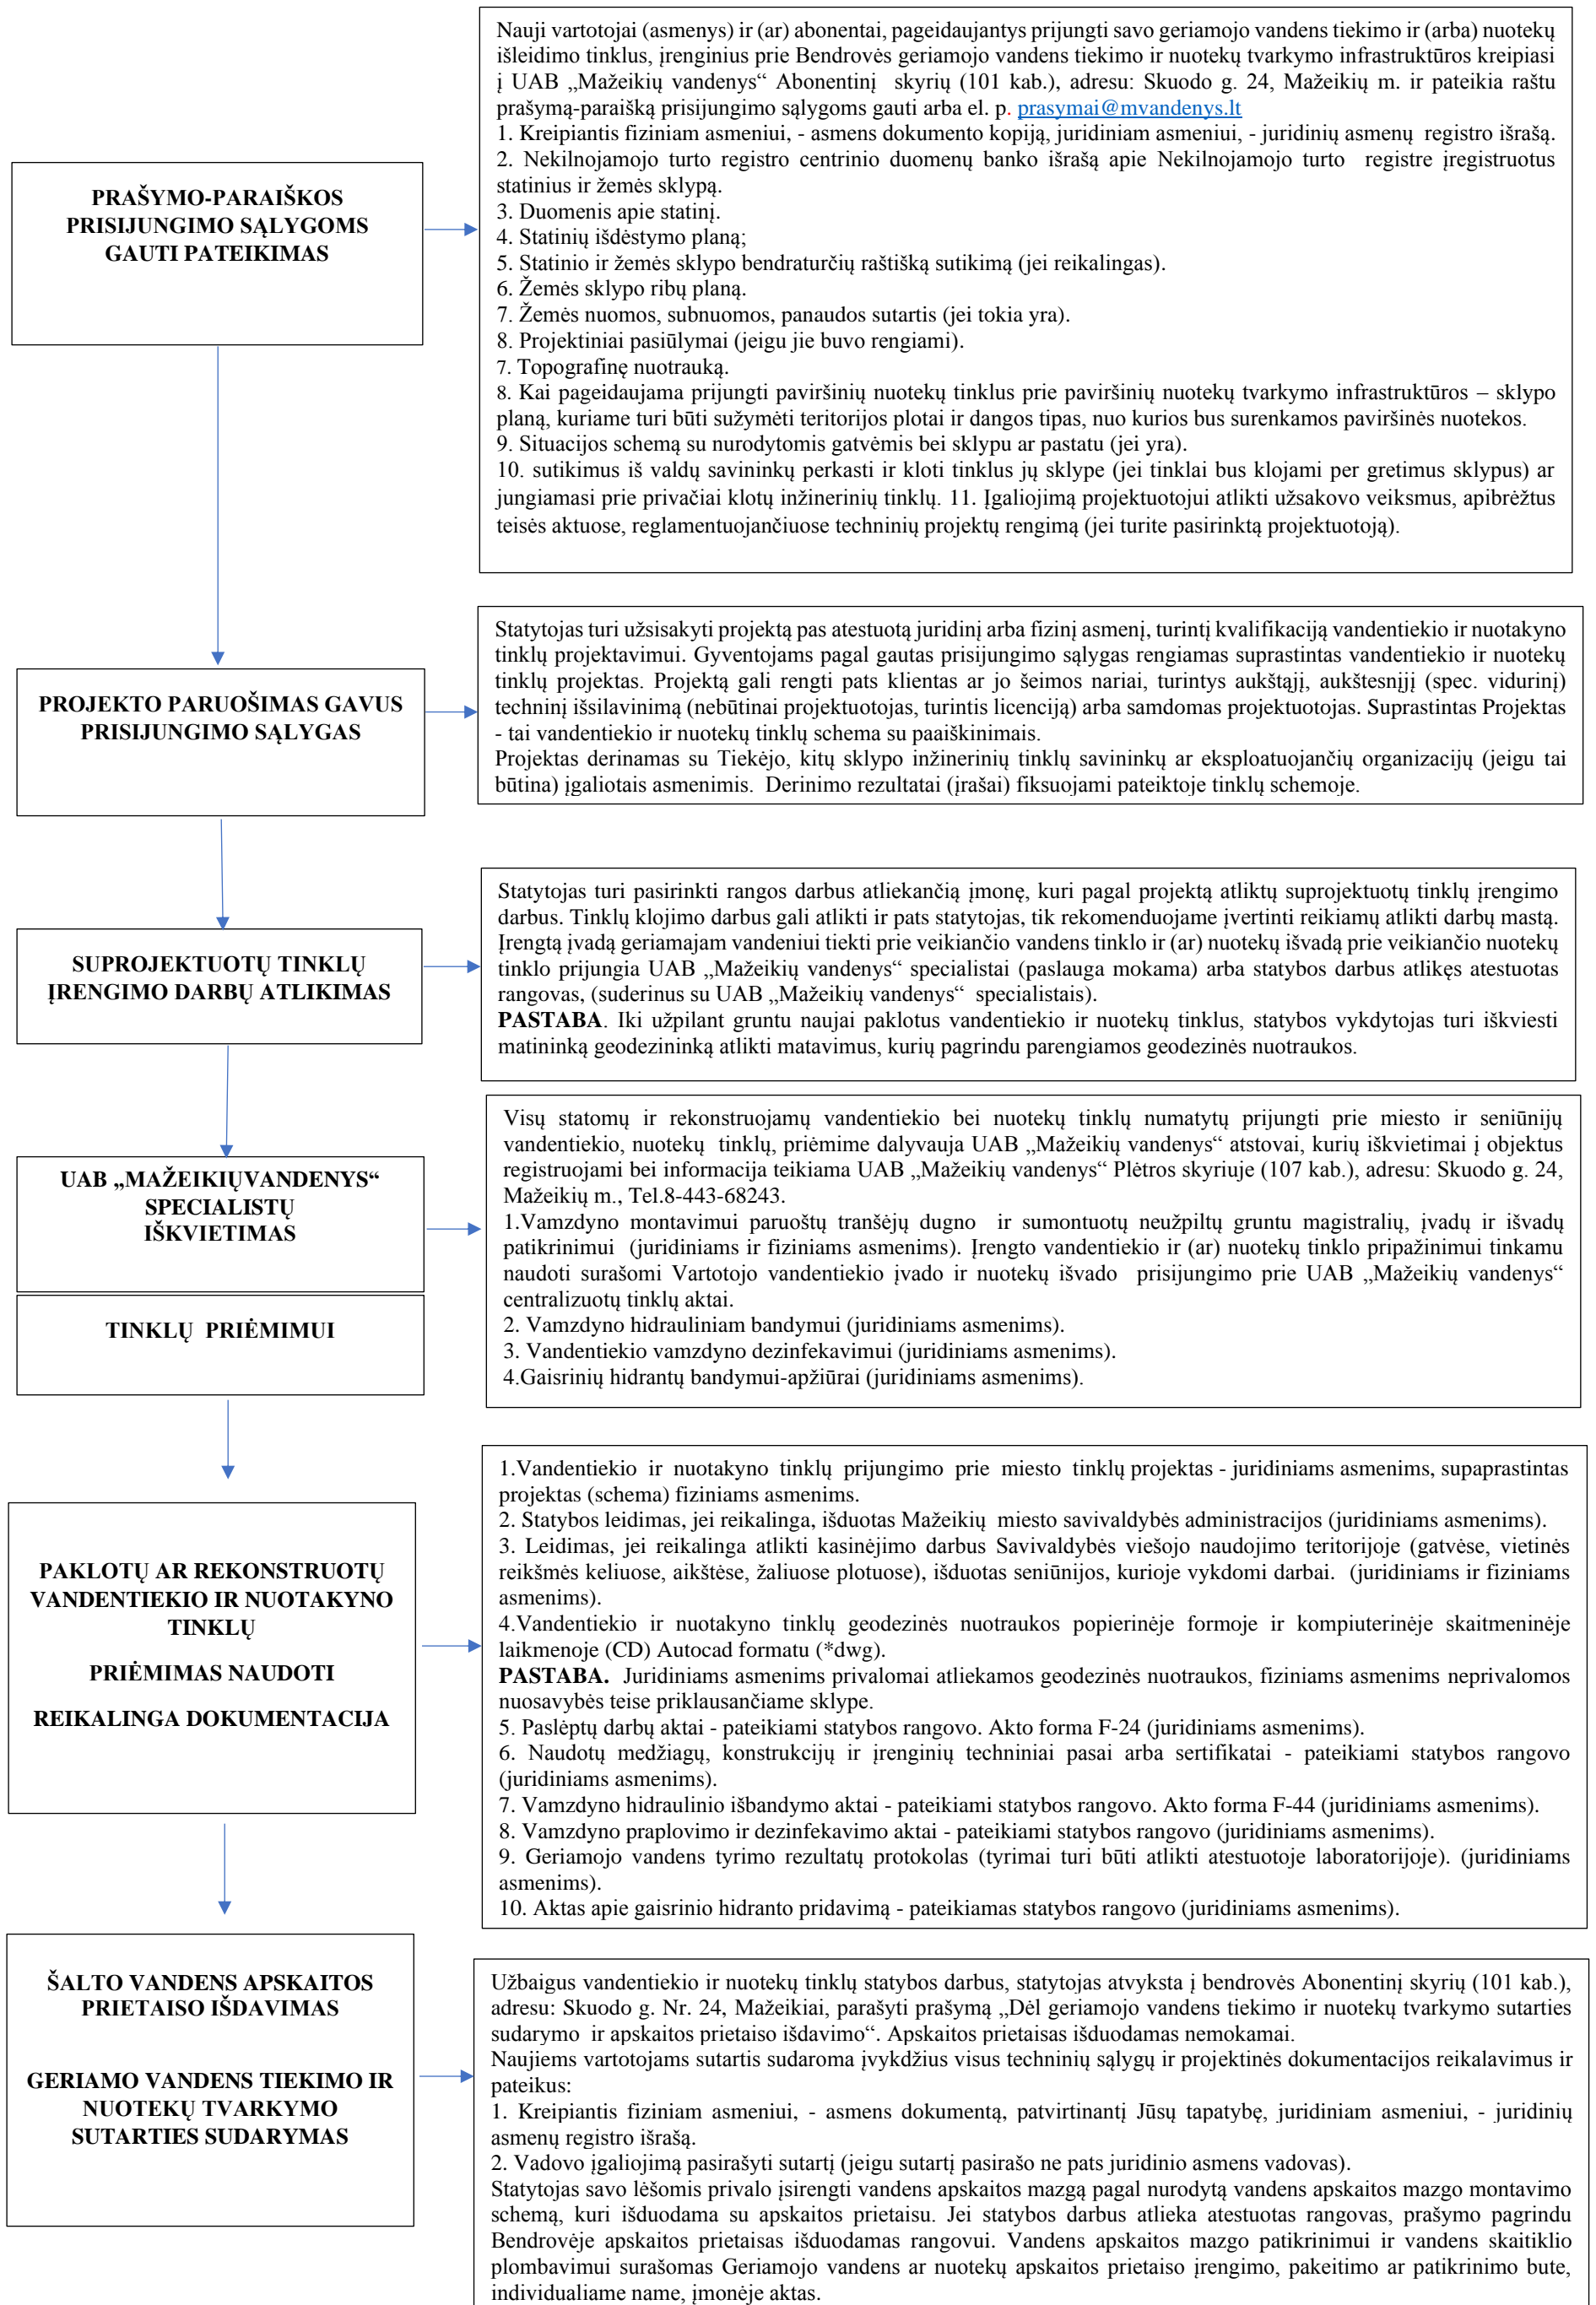 PRAŠYMO-PARAIŠKOS
PRISIJUNGIMO SĄLYGOMS
GAUTI PATEIKIMAS
Nauji vartotojai (asmenys) ir (ar) abonentai, pageidaujantys prijungti savo geriamojo vandens tiekimo ir (arba) nuotekų
išleidimo tinklus, įrenginius prie Bendrovės geriamojo vandens tiekimo ir nuotekų tvarkymo infrastruktūros kreipiasi
į UAB „Mažeikių vandenys“ Abonentinį skyrių (101 kab.), adresu: Skuodo g. 24, Mažeikių m. ir pateikia raštu
prašymą-paraišką prisijungimo sąlygoms gauti arba el. p. prasymai@mvandenys.lt
1. Kreipiantis fiziniam asmeniui, - asmens dokumento kopiją, juridiniam asmeniui, - juridinių asmenų registro išrašą.
2. Nekilnojamojo turto registro centrinio duomenų banko išrašą apie Nekilnojamojo turto registre įregistruotus
statinius ir žemės sklypą.
3. Duomenis apie statinį.
4. Statinių išdėstymo planą;
5. Statinio ir žemės sklypo bendraturčių raštišką sutikimą (jei reikalingas).
6. Žemės sklypo ribų planą.
7. Žemės nuomos, subnuomos, panaudos sutartis (jei tokia yra).
8. Projektiniai pasiūlymai (jeigu jie buvo rengiami).
7. Topografinę nuotrauką.
8. Kai pageidaujama prijungti paviršinių nuotekų tinklus prie paviršinių nuotekų tvarkymo infrastruktūros – sklypo
planą, kuriame turi būti sužymėti teritorijos plotai ir dangos tipas, nuo kurios bus surenkamos paviršinės nuotekos.
9. Situacijos schemą su nurodytomis gatvėmis bei sklypu ar pastatu (jei yra).
10. sutikimus iš valdų savininkų perkasti ir kloti tinklus jų sklype (jei tinklai bus klojami per gretimus sklypus) ar
jungiamasi prie privačiai klotų inžinerinių tinklų. 11. Įgaliojimą projektuotojui atlikti užsakovo veiksmus, apibrėžtus
teisės aktuose, reglamentuojančiuose techninių projektų rengimą (jei turite pasirinktą projektuotoją).
PROJEKTO PARUOŠIMAS GAVUS
PRISIJUNGIMO SĄLYGAS
Statytojas turi užsisakyti projektą pas atestuotą juridinį arba fizinį asmenį, turintį kvalifikaciją vandentiekio ir nuotakyno
tinklų projektavimui. Gyventojams pagal gautas prisijungimo sąlygas rengiamas suprastintas vandentiekio ir nuotekų
tinklų projektas. Projektą gali rengti pats klientas ar jo šeimos nariai, turintys aukštąjį, aukštesnįjį (spec. vidurinį)
techninį išsilavinimą (nebūtinai projektuotojas, turintis licenciją) arba samdomas projektuotojas. Suprastintas Projektas
- tai vandentiekio ir nuotekų tinklų schema su paaiškinimais.
Projektas derinamas su Tiekėjo, kitų sklypo inžinerinių tinklų savininkų ar eksploatuojančių organizacijų (jeigu tai
būtina) įgaliotais asmenimis. Derinimo rezultatai (įrašai) fiksuojami pateiktoje tinklų schemoje.
SUPROJEKTUOTŲ TINKLŲ
ĮRENGIMO DARBŲ ATLIKIMAS
Statytojas turi pasirinkti rangos darbus atliekančią įmonę, kuri pagal projektą atliktų suprojektuotų tinklų įrengimo
darbus. Tinklų klojimo darbus gali atlikti ir pats statytojas, tik rekomenduojame įvertinti reikiamų atlikti darbų mastą.
Įrengtą įvadą geriamajam vandeniui tiekti prie veikiančio vandens tinklo ir (ar) nuotekų išvadą prie veikiančio nuotekų
tinklo prijungia UAB „Mažeikių vandenys“ specialistai (paslauga mokama) arba statybos darbus atlikęs atestuotas
rangovas, (suderinus su UAB „Mažeikių vandenys“ specialistais).
PASTABA. Iki užpilant gruntu naujai paklotus vandentiekio ir nuotekų tinklus, statybos vykdytojas turi iškviesti
matininką geodezininką atlikti matavimus, kurių pagrindu parengiamos geodezinės nuotraukos.
UAB „MAŽEIKIŲVANDENYS“
SPECIALISTŲ
IŠKVIETIMAS
TINKLŲ PRIĖMIMUI
Visų statomų ir rekonstruojamų vandentiekio bei nuotekų tinklų numatytų prijungti prie miesto ir seniūnijų
vandentiekio, nuotekų tinklų, priėmime dalyvauja UAB „Mažeikių vandenys“ atstovai, kurių iškvietimai į objektus
registruojami bei informacija teikiama UAB „Mažeikių vandenys“ Plėtros skyriuje (107 kab.), adresu: Skuodo g. 24,
Mažeikių m., Tel.8-443-68243.
1.Vamzdyno montavimui paruoštų tranšėjų dugno ir sumontuotų neužpiltų gruntu magistralių, įvadų ir išvadų
patikrinimui (juridiniams ir fiziniams asmenims). Įrengto vandentiekio ir (ar) nuotekų tinklo pripažinimui tinkamu
naudoti surašomi Vartotojo vandentiekio įvado ir nuotekų išvado prisijungimo prie UAB „Mažeikių vandenys“
centralizuotų tinklų aktai.
2. Vamzdyno hidrauliniam bandymui (juridiniams asmenims).
3. Vandentiekio vamzdyno dezinfekavimui (juridiniams asmenims).
4.Gaisrinių hidrantų bandymui-apžiūrai (juridiniams asmenims).
PAKLOTŲ AR REKONSTRUOTŲ
VANDENTIEKIO IR NUOTAKYNO
TINKLŲ
PRIĖMIMAS NAUDOTI
REIKALINGA DOKUMENTACIJA
1.Vandentiekio ir nuotakyno tinklų prijungimo prie miesto tinklų projektas - juridiniams asmenims, supaprastintas
projektas (schema) fiziniams asmenims.
2. Statybos leidimas, jei reikalinga, išduotas Mažeikių miesto savivaldybės administracijos (juridiniams asmenims).
3. Leidimas, jei reikalinga atlikti kasinėjimo darbus Savivaldybės viešojo naudojimo teritorijoje (gatvėse, vietinės
reikšmės keliuose, aikštėse, žaliuose plotuose), išduotas seniūnijos, kurioje vykdomi darbai. (juridiniams ir fiziniams
asmenims).
4.Vandentiekio ir nuotakyno tinklų geodezinės nuotraukos popierinėje formoje ir kompiuterinėje skaitmeninėje
laikmenoje (CD) Autocad formatu (*dwg).
PASTABA. Juridiniams asmenims privalomai atliekamos geodezinės nuotraukos, fiziniams asmenims neprivalomos
nuosavybės teise priklausančiame sklype.
5. Paslėptų darbų aktai - pateikiami statybos rangovo. Akto forma F-24 (juridiniams asmenims).
6. Naudotų medžiagų, konstrukcijų ir įrenginių techniniai pasai arba sertifikatai - pateikiami statybos rangovo
(juridiniams asmenims).
7. Vamzdyno hidraulinio išbandymo aktai - pateikiami statybos rangovo. Akto forma F-44 (juridiniams asmenims).
8. Vamzdyno praplovimo ir dezinfekavimo aktai - pateikiami statybos rangovo (juridiniams asmenims).
9. Geriamojo vandens tyrimo rezultatų protokolas (tyrimai turi būti atlikti atestuotoje laboratorijoje). (juridiniams
asmenims).
10. Aktas apie gaisrinio hidranto pridavimą - pateikiamas statybos rangovo (juridiniams asmenims).
ŠALTO VANDENS APSKAITOS
PRIETAISO IŠDAVIMAS
GERIAMO VANDENS TIEKIMO IR
NUOTEKŲ TVARKYMO
SUTARTIES SUDARYMAS
Užbaigus vandentiekio ir nuotekų tinklų statybos darbus, statytojas atvyksta į bendrovės Abonentinį skyrių (101 kab.),
adresu: Skuodo g. Nr. 24, Mažeikiai, parašyti prašymą „Dėl geriamojo vandens tiekimo ir nuotekų tvarkymo sutarties
sudarymo ir apskaitos prietaiso išdavimo“. Apskaitos prietaisas išduodamas nemokamai.
Naujiems vartotojams sutartis sudaroma įvykdžius visus techninių sąlygų ir projektinės dokumentacijos reikalavimus ir
pateikus:
1. Kreipiantis fiziniam asmeniui, - asmens dokumentą, patvirtinantį Jūsų tapatybę, juridiniam asmeniui, - juridinių
asmenų registro išrašą.
2. Vadovo įgaliojimą pasirašyti sutartį (jeigu sutartį pasirašo ne pats juridinio asmens vadovas).
Statytojas savo lėšomis privalo įsirengti vandens apskaitos mazgą pagal nurodytą vandens apskaitos mazgo montavimo
schemą, kuri išduodama su apskaitos prietaisu. Jei statybos darbus atlieka atestuotas rangovas, prašymo pagrindu
Bendrovėje apskaitos prietaisas išduodamas rangovui. Vandens apskaitos mazgo patikrinimui ir vandens skaitiklio
plombavimui surašomas Geriamojo vandens ar nuotekų apskaitos prietaiso įrengimo, pakeitimo ar patikrinimo bute,
individualiame name, įmonėje aktas.